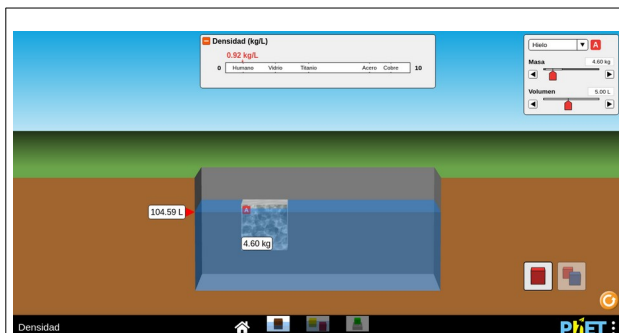 Densidad (kg/L)
0.92 kg/L
0 Humano Vidrio Titanio Acero Cobre 10
Hielo A
Masa 4.60 kg
Volumen 5.00 L
104.59 L
A
4.60 kg
Densidad
PhET